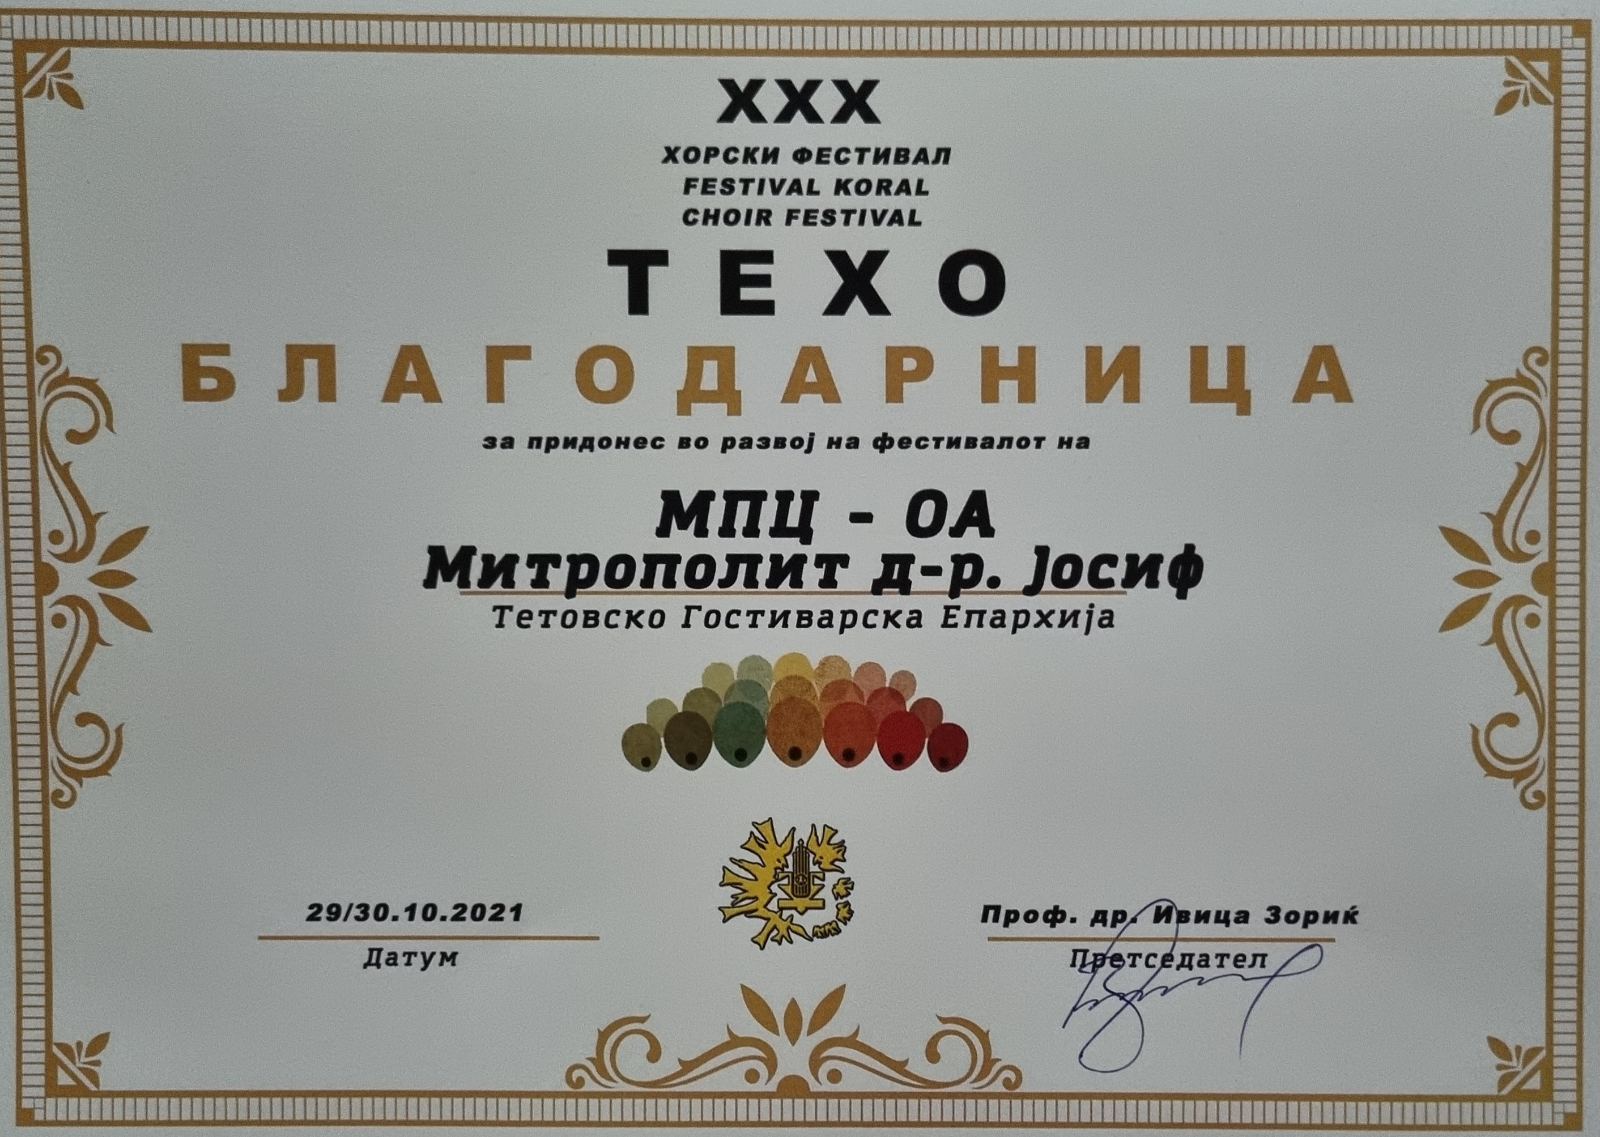 XXX
ХОРСКИ ФЕСТИВАЛ
FESTIVAL KORAL
CHOIR FESTIVAL
ТЕХО
БЛАГОДАРНИЦА
за придонес во развој на фестивалот на
МПЦ - ОА
Митрополит д-р. Јосиф
Тетовско Гостиварска Епархија
29/30.10.2021
Датум
Проф. др. Ивица Зориќ
Претседател